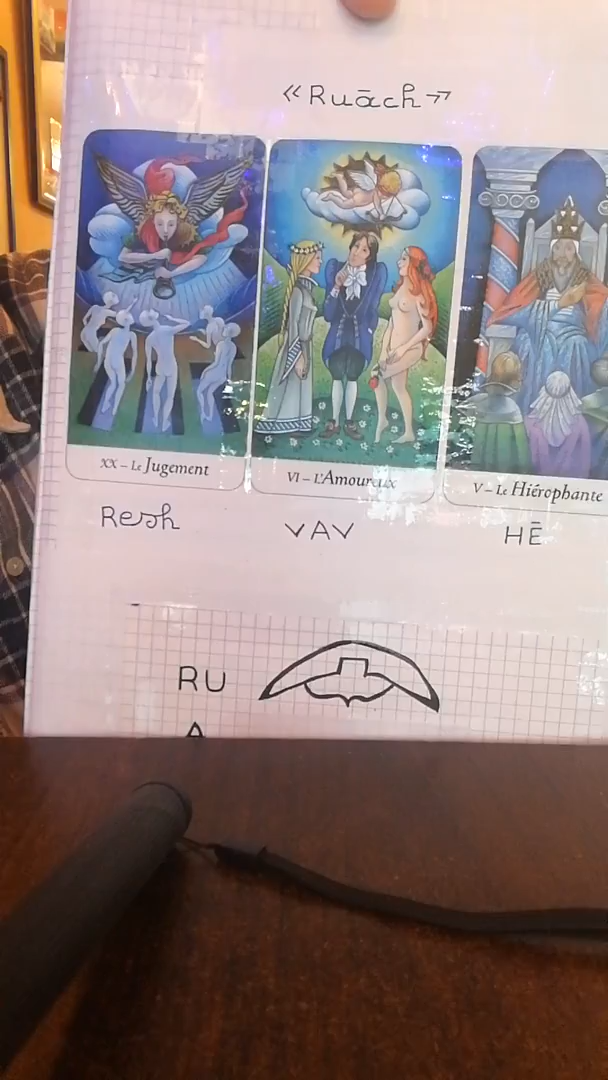 «Ruāch»
XX – Le Jugement
VI – L'Amoureux
V – Le Hiérophante
Resh
VAV
HĒ
RU
A